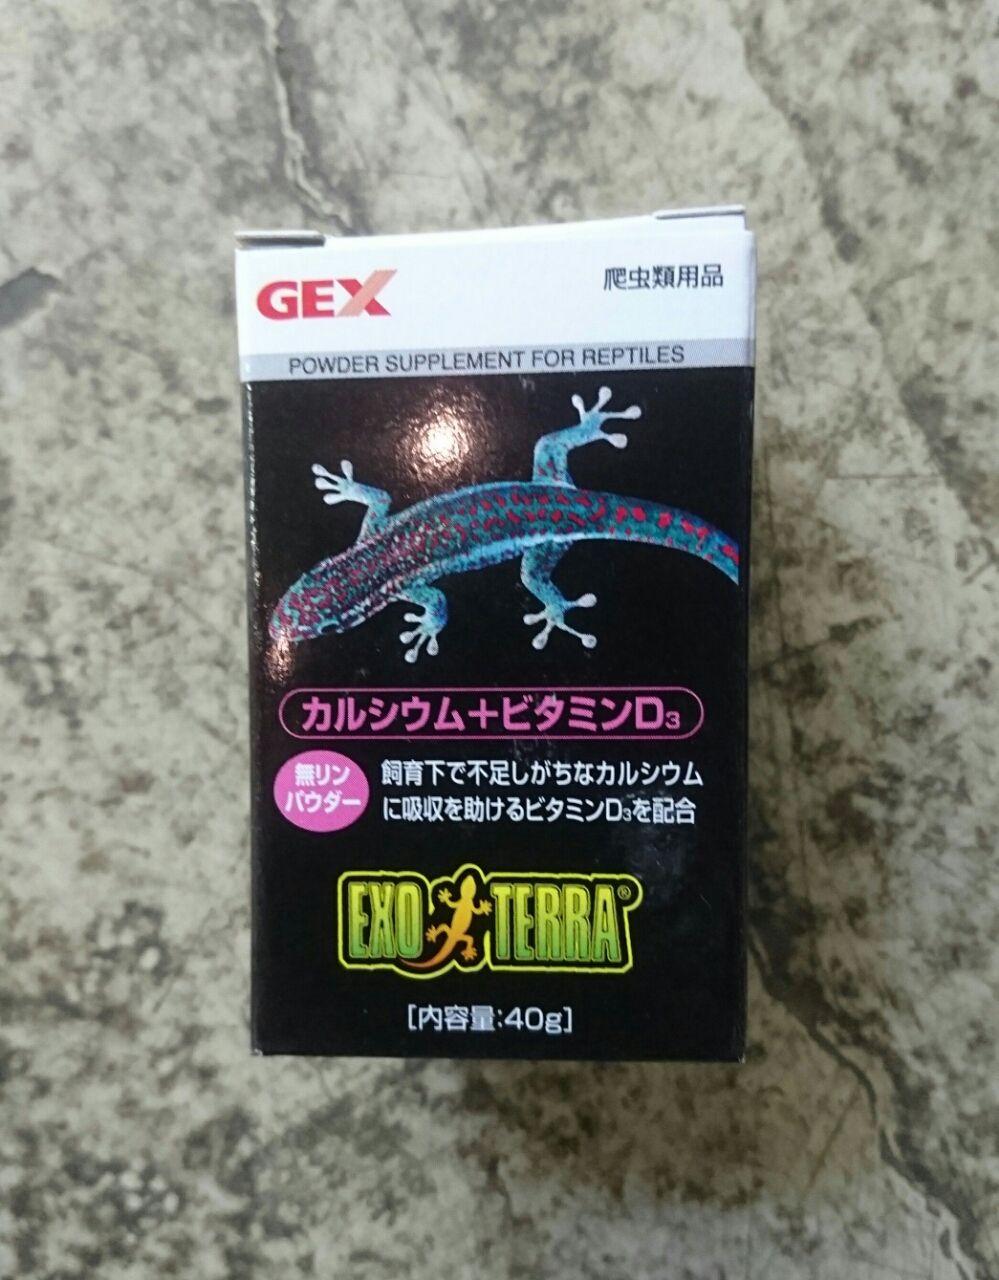 GEX
爬虫類用品
POWDER SUPPLEMENT FOR REPTILES
カルシウム+ビタミンD₃
無リン
パウダー
飼育下で不足しがちなカルシウム
に吸収を助けるビタミンD₃を配合
EXO TERRA®
[内容量:40g]